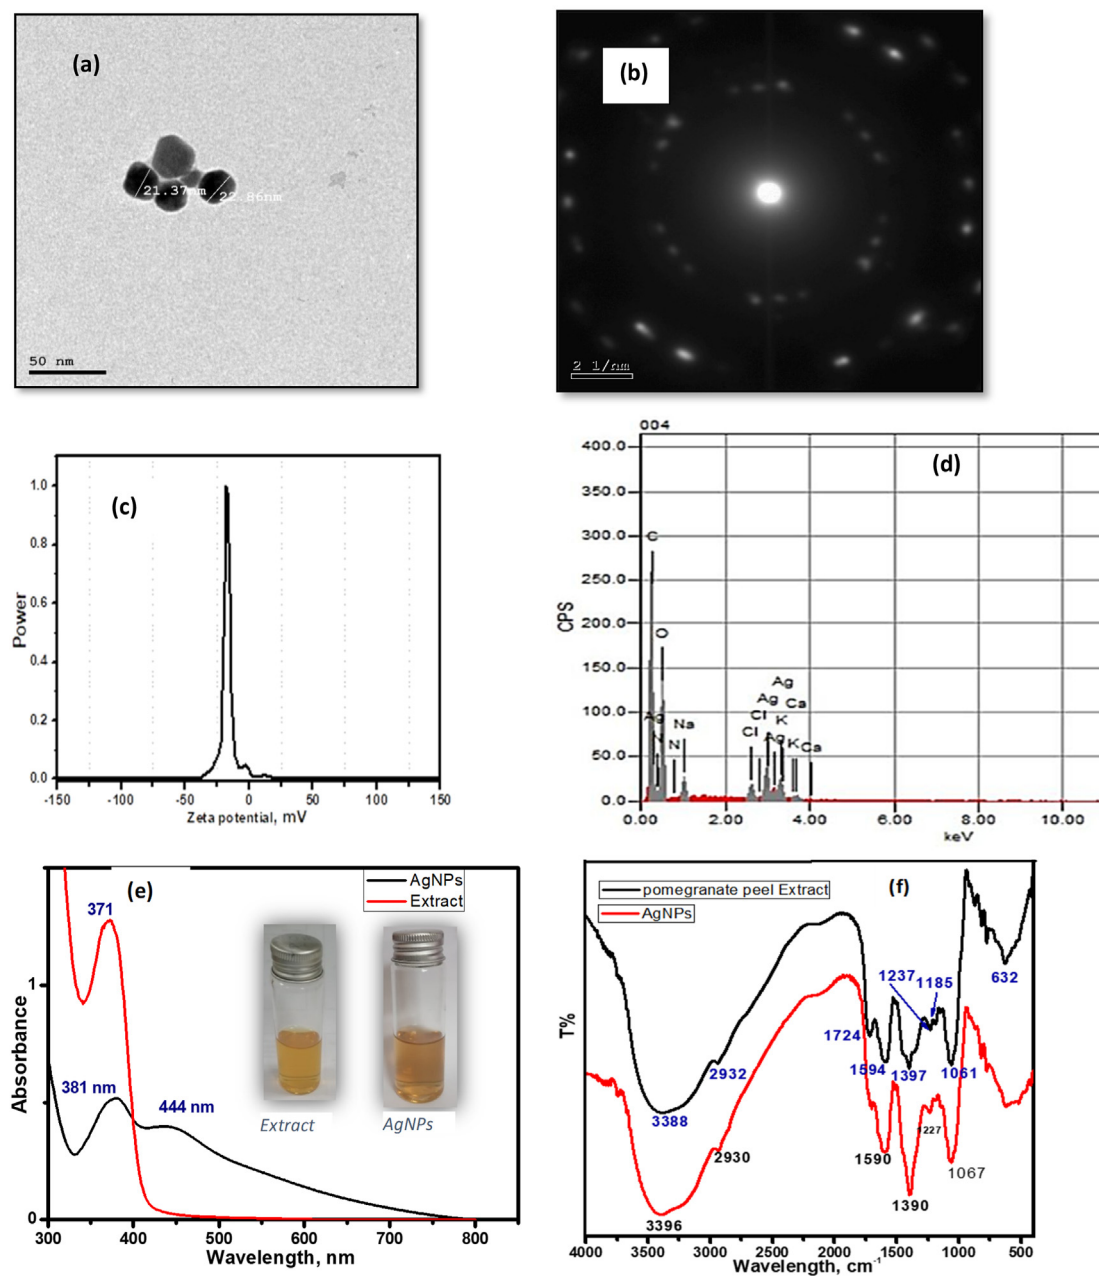 (a)
21.37nm
22.86nm
50 nm
(b)
2 1/nm
(c)
Power
1.0
0.8
0.6
0.4
0.2
0.0
-150 -100 -50 0 50 100 150
Zeta potential, mV
004
(d)
CPS
400.0
350.0
300.0
250.0
200.0
150.0
100.0
50.0
0.0
C
O
Ag
N
N
Na
Ag
Ag
Ca
Cl
K
Cl
Ag
K
Ca
0.00 2.00 4.00 6.00 8.00 10.00
keV
(e)
AgNPs
Extract
371
381 nm
444 nm
Extract
AgNPs
Absorbance
1
0
300 400 500 600 700 800
Wavelength, nm
(f)
pomegranate peel Extract
AgNPs
T%
1237
1185
632
1724
1594
1397
1061
2932
3388
2930
1590
1227
1067
1390
3396
4000 3500 3000 2500 2000 1500 1000 500
Wavelength, cm⁻¹